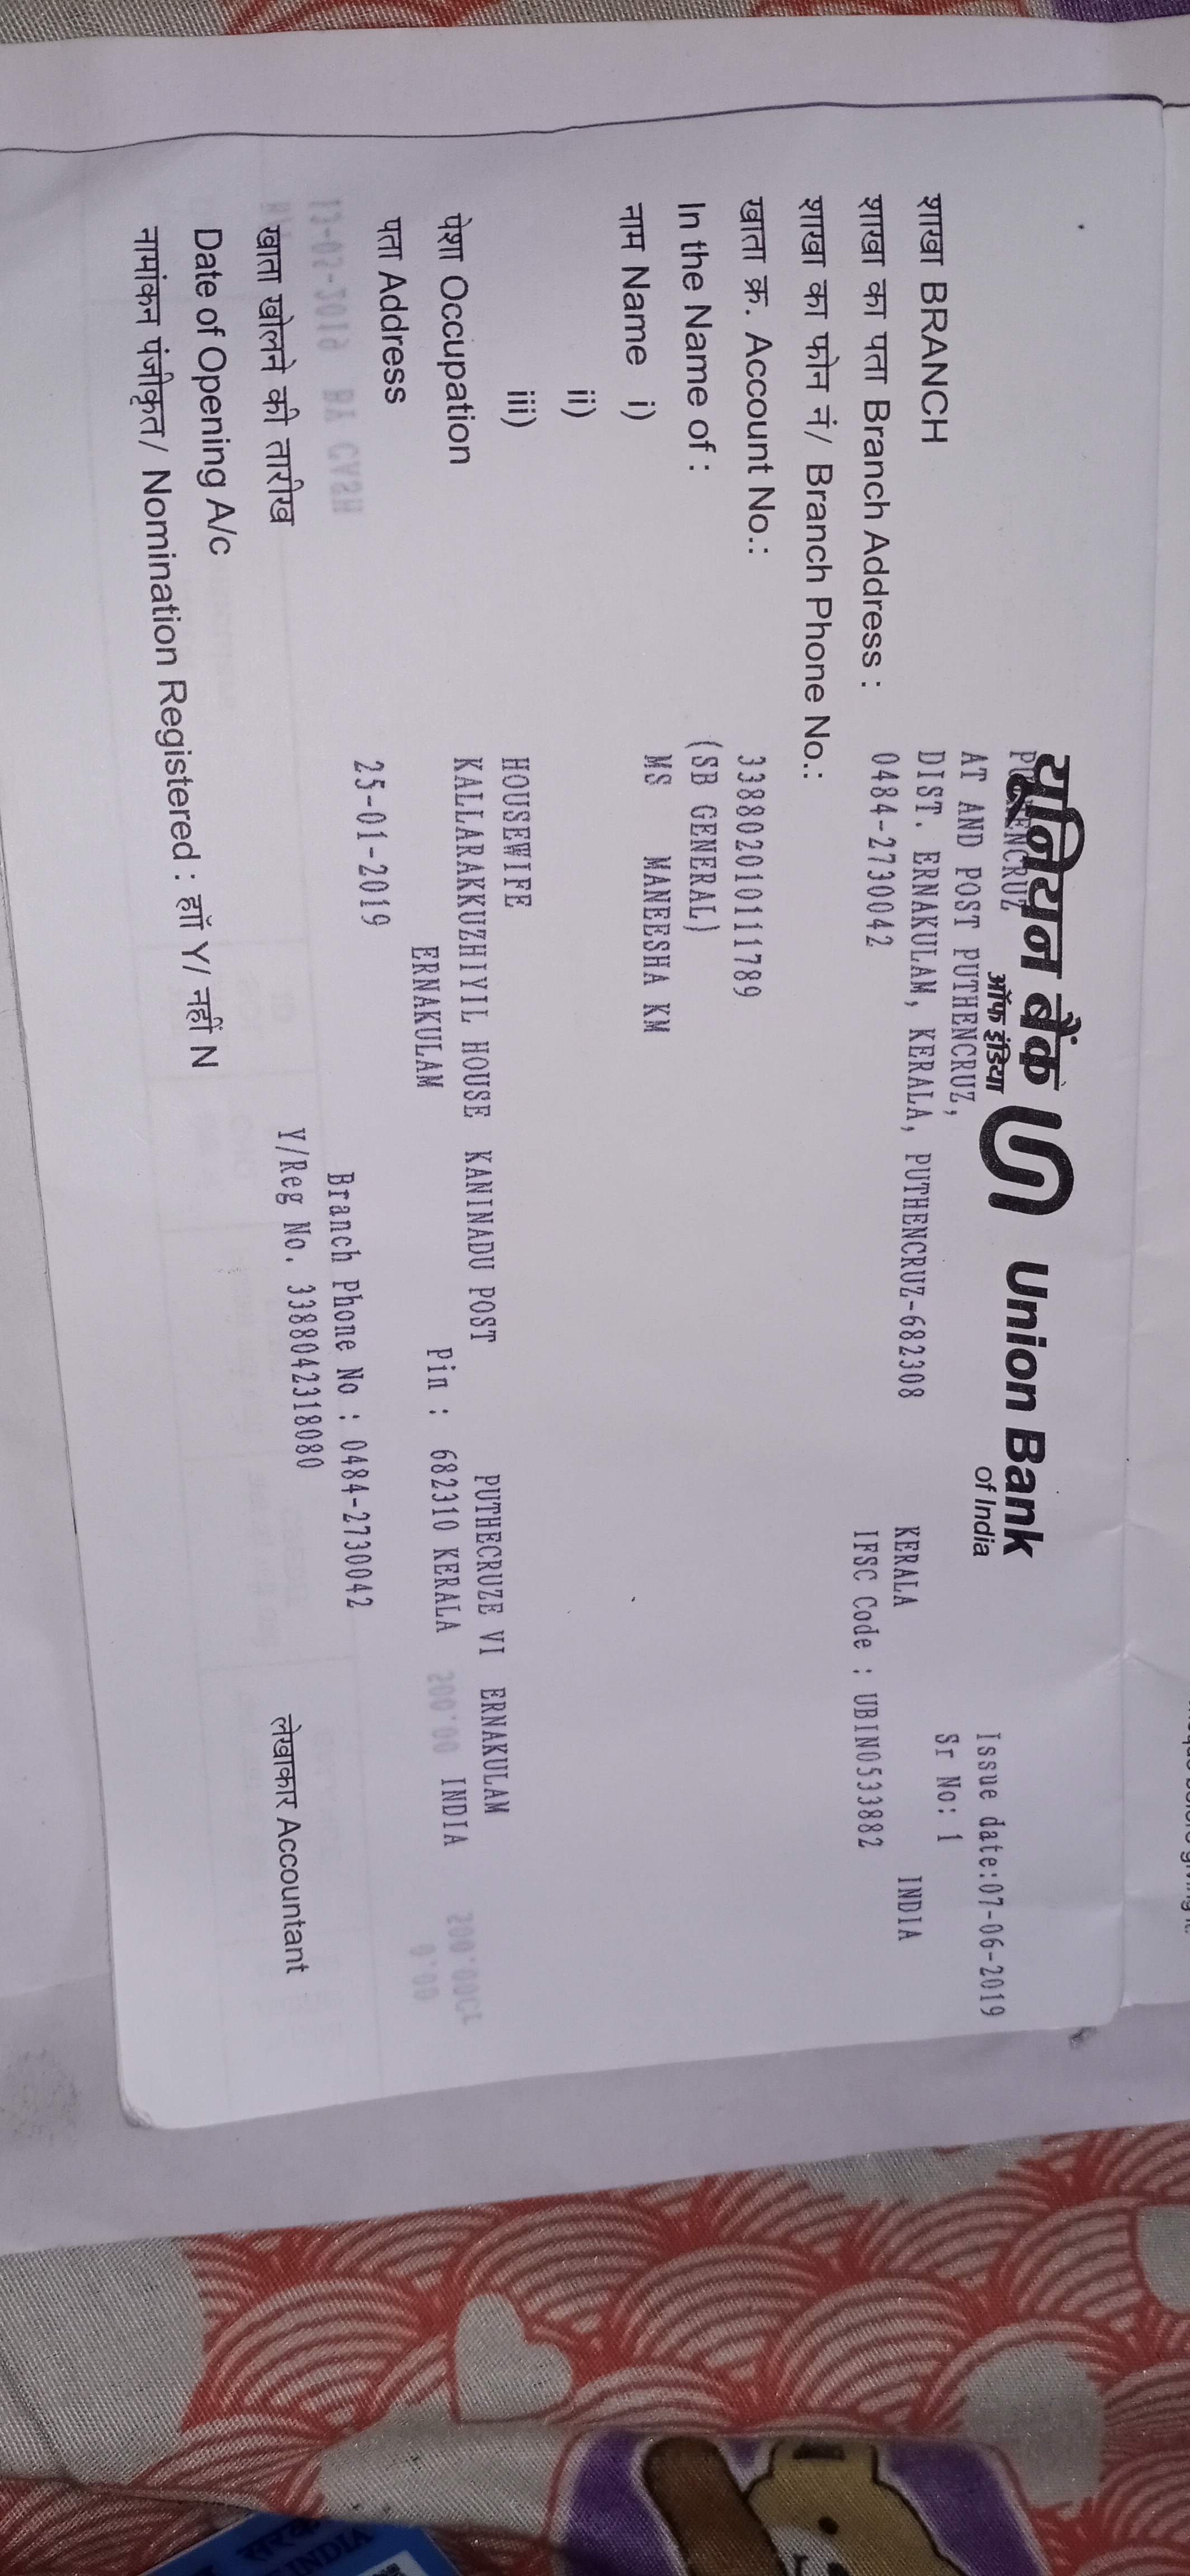 यूनियन बैंक Union Bank
ऑफ इंडिया of India
Issue date:07-06-2019
Sr No: 1
शाखा BRANCH
PUTHENCRUZ
शाखा का पता Branch Address :
AT AND POST PUTHENCRUZ,
DIST. ERNAKULAM, KERALA, PUTHENCRUZ-682308 KERALA INDIA
शाखा का फोन नं/ Branch Phone No.:
0484-2730042 IFSC Code : UBIN0533882
खाता क्र. Account No.: 338802010111789
In the Name of : (SB GENERAL)
नाम Name i) MS MANEESHA KM
ii)
iii)
पेशा Occupation HOUSEWIFE
पता Address KALLARAKKUZHIYIL HOUSE KANINADU POST PUTHECRUZE VI ERNAKULAM
ERNAKULAM Pin : 682310 KERALA INDIA
खाता खोलने की तारीख
Date of Opening A/c 25-01-2019
Branch Phone No : 0484-2730042
नामांकन पंजीकृत/ Nomination Registered : हाँ Y/ नहीं N
Y/Reg No. 3388042318080
लेखाकार Accountant